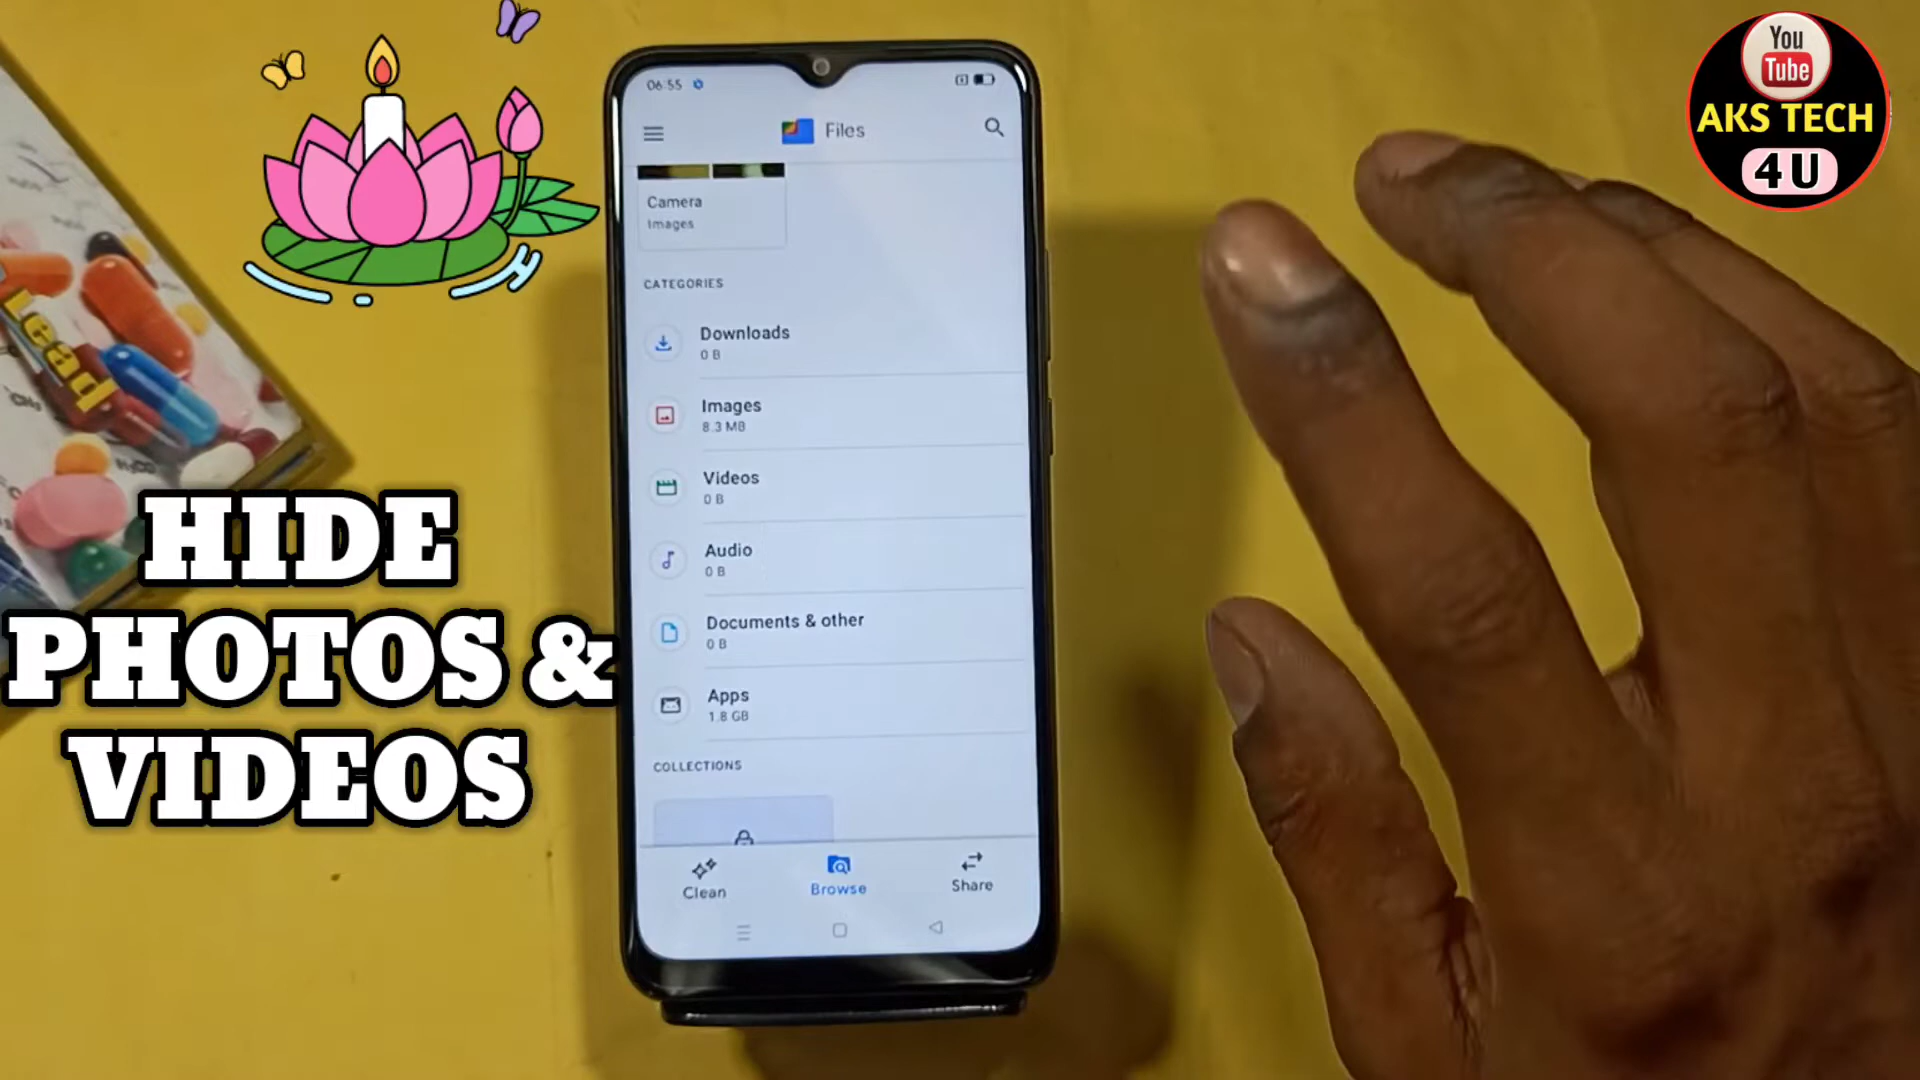 You
Tube
AKS TECH
4 U
06:55
Files
Camera
Images
CATEGORIES
Downloads
0 B
Images
8.3 MB
Videos
0 B
Audio
0 B
Documents & other
0 B
Apps
1.8 GB
COLLECTIONS
Clean
Browse
Share
HIDE
PHOTOS &
VIDEOS